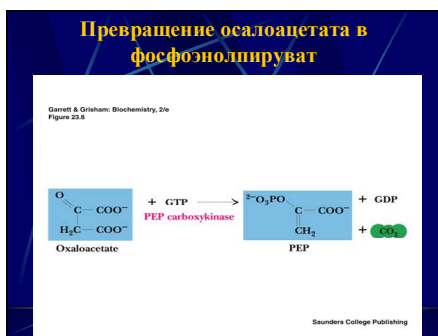 Превращение осалоацетата в
фосфоэнолпируват
Garrett & Grisham: Biochemistry, 2/e
Figure 23.6
O
C — COO⁻
H₂C — COO⁻
Oxaloacetate
+ GTP ⟶
PEP carboxykinase
²⁻O₃PO
C — COO⁻
CH₂
PEP
+ GDP
+ CO₂
Saunders College Publishing